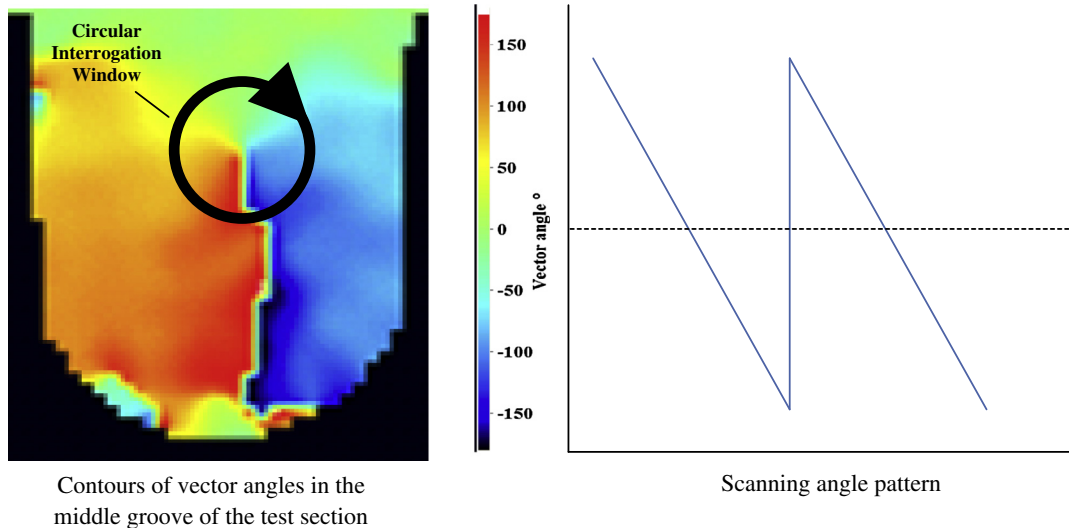 Circular
Interrogation
Window
150
100
50
0
-50
-100
-150
Vector angle °
Contours of vector angles in the
middle groove of the test section
Scanning angle pattern